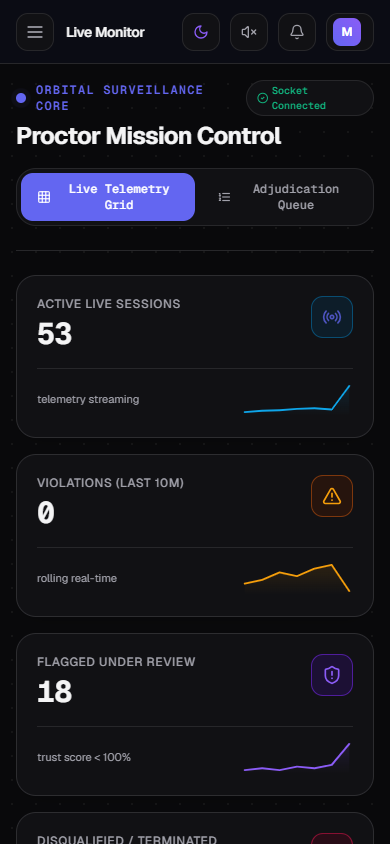 Live Monitor
M
ORBITAL SURVEILLANCE
CORE
Socket
Connected
Proctor Mission Control
Live Telemetry
Grid
Adjudication
Queue
ACTIVE LIVE SESSIONS
53
telemetry streaming
VIOLATIONS (LAST 10M)
0
rolling real-time
FLAGGED UNDER REVIEW
18
trust score < 100%
DISQUALIFIED / TERMINATED